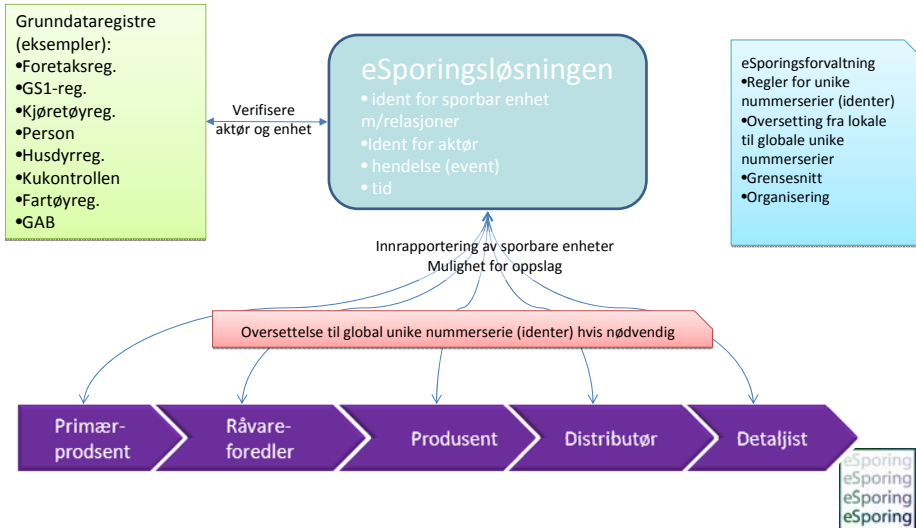 Grunndataregistre
(eksempler):
•Foretaksreg.
•GS1-reg.
•Kjøretøyreg.
•Person
•Husdyrreg.
•Kukontrollen
•Fartøyreg.
•GAB
Verifisere
aktør og enhet
eSporingsløsningen
• ident for sporbar enhet
m/relasjoner
•Ident for aktør
• hendelse (event)
• tid
eSporingsforvaltning
•Regler for unike
nummerserier (identer)
•Oversetting fra lokale
til globale unike
nummerserier
•Grensesnitt
•Organisering
Innrapportering av sporbare enheter
Mulighet for oppslag
Oversettelse til global unike nummerserie (identer) hvis nødvendig
Primær-
prodsent
Råvare-
foredler
Produsent
Distributør
Detaljist
eSporing
eSporing
eSporing
eSporing